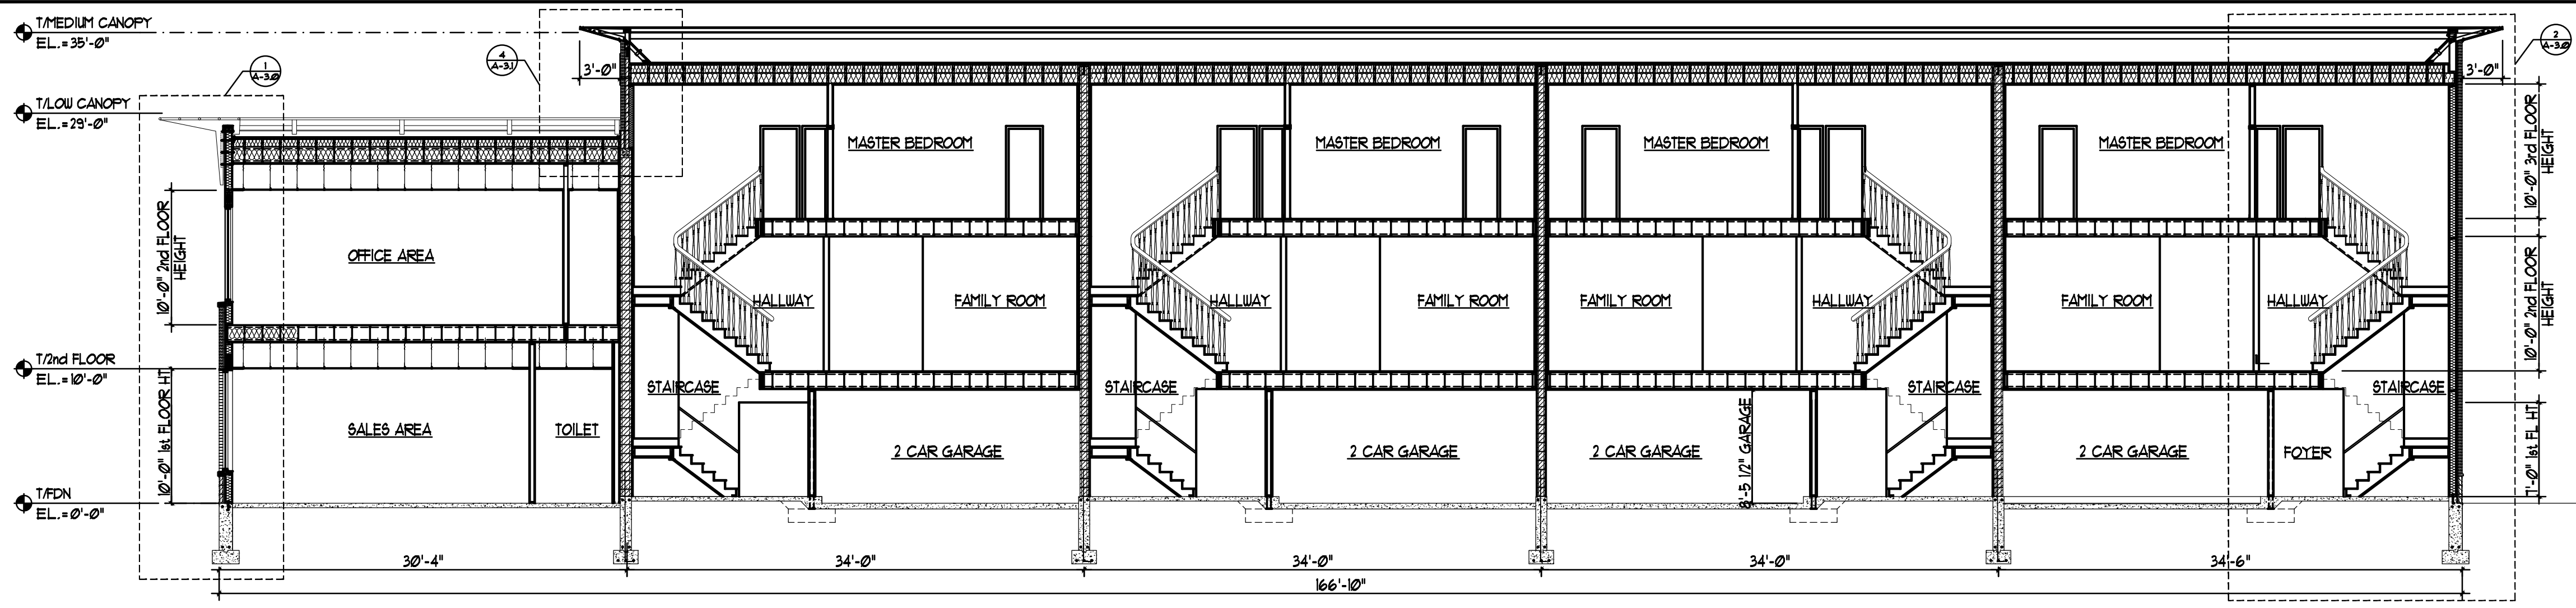 T/MEDIUM CANOPY
EL.=35'-0"
1
A-3.0
4
A-3.1
2
A-3.0
3'-0"
3'-0"
T/LOW CANOPY
EL.=29'-0"
MASTER BEDROOM
MASTER BEDROOM
MASTER BEDROOM
MASTER BEDROOM
10'-0" 3rd FLOOR
HEIGHT
10'-0" 2nd FLOOR
HEIGHT
OFFICE AREA
HALLWAY
FAMILY ROOM
HALLWAY
FAMILY ROOM
FAMILY ROOM
HALLWAY
FAMILY ROOM
HALLWAY
10'-0" 2nd FLOOR
HEIGHT
T/2nd FLOOR
EL.=10'-0"
STAIRCASE
STAIRCASE
STAIRCASE
STAIRCASE
10'-0" 1st FLOOR HT
SALES AREA
TOILET
2 CAR GARAGE
2 CAR GARAGE
2 CAR GARAGE
8'-5 1/2" GARAGE
2 CAR GARAGE
FOYER
7'-0" 1st FL HT
T/FDN
EL.=0'-0"
30'-4"
34'-0"
34'-0"
34'-0"
34'-6"
166'-10"